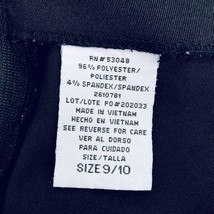 RN# 53048
96% POLYESTER/
POLIESTER
4% SPANDEX/SPANDEX
2610781
LOT/LOTE PO# 202033
MADE IN VIETNAM
HECHO EN VIETNAM
SEE REVERSE FOR CARE
VER AL DORSO
PARA CUIDADO
SIZE/TALLA
SIZE 9/10